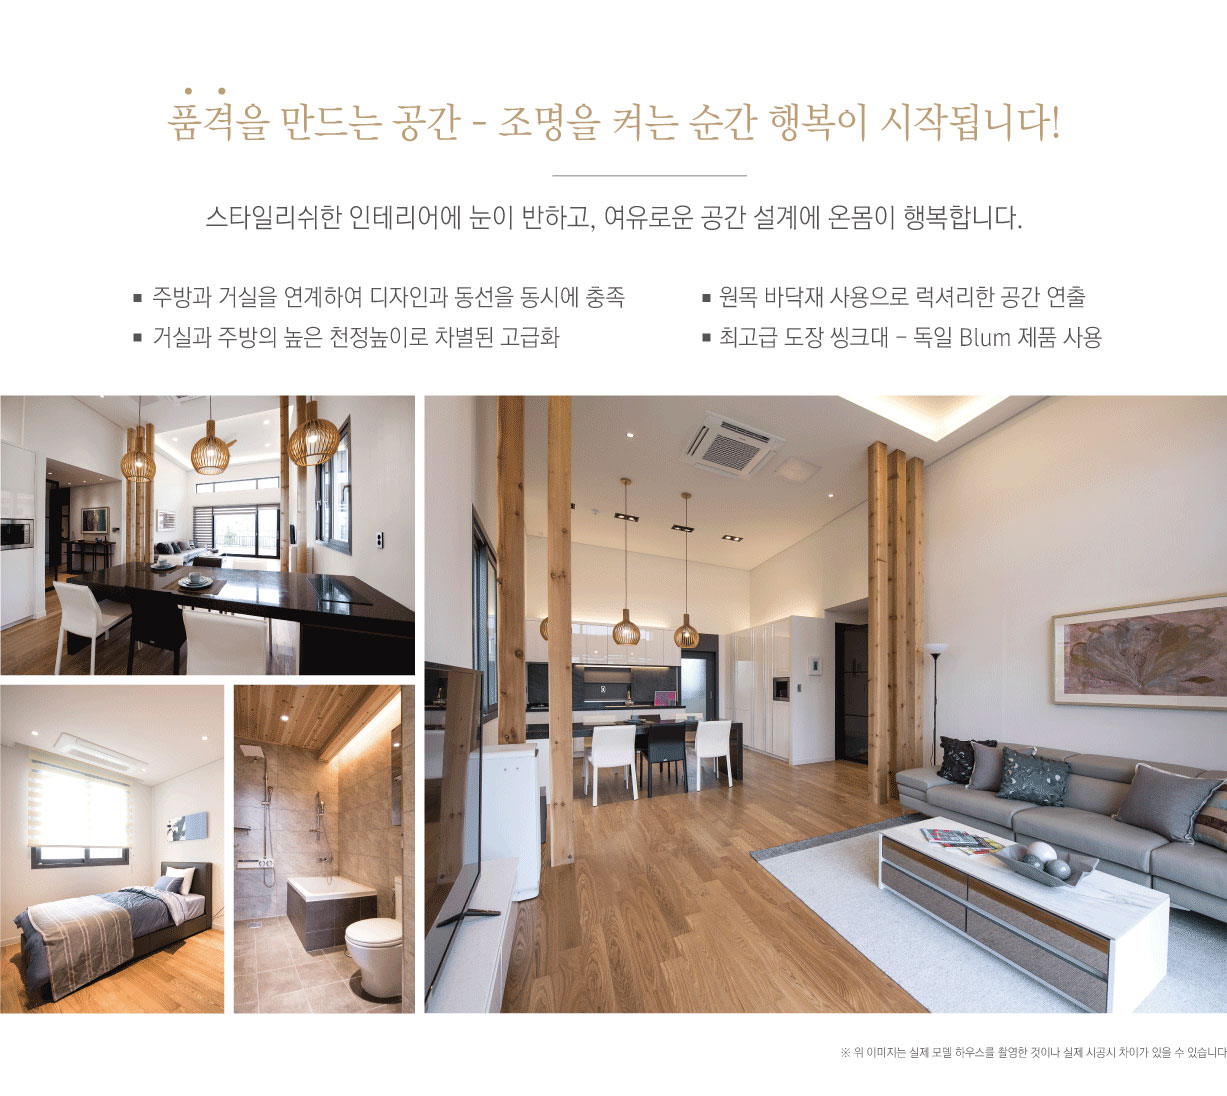 품격을 만드는 공간 - 조명을 켜는 순간 행복이 시작됩니다!
스타일리쉬한 인테리어에 눈이 반하고, 여유로운 공간 설계에 온몸이 행복합니다.
■ 주방과 거실을 연계하여 디자인과 동선을 동시에 충족
■ 거실과 주방의 높은 천정높이로 차별된 고급화
■ 원목 바닥재 사용으로 럭셔리한 공간 연출
■ 최고급 도장 씽크대 – 독일 Blum 제품 사용
※ 위 이미지는 실제 모델 하우스를 촬영한 것이나 실제 시공시 차이가 있을 수 있습니다